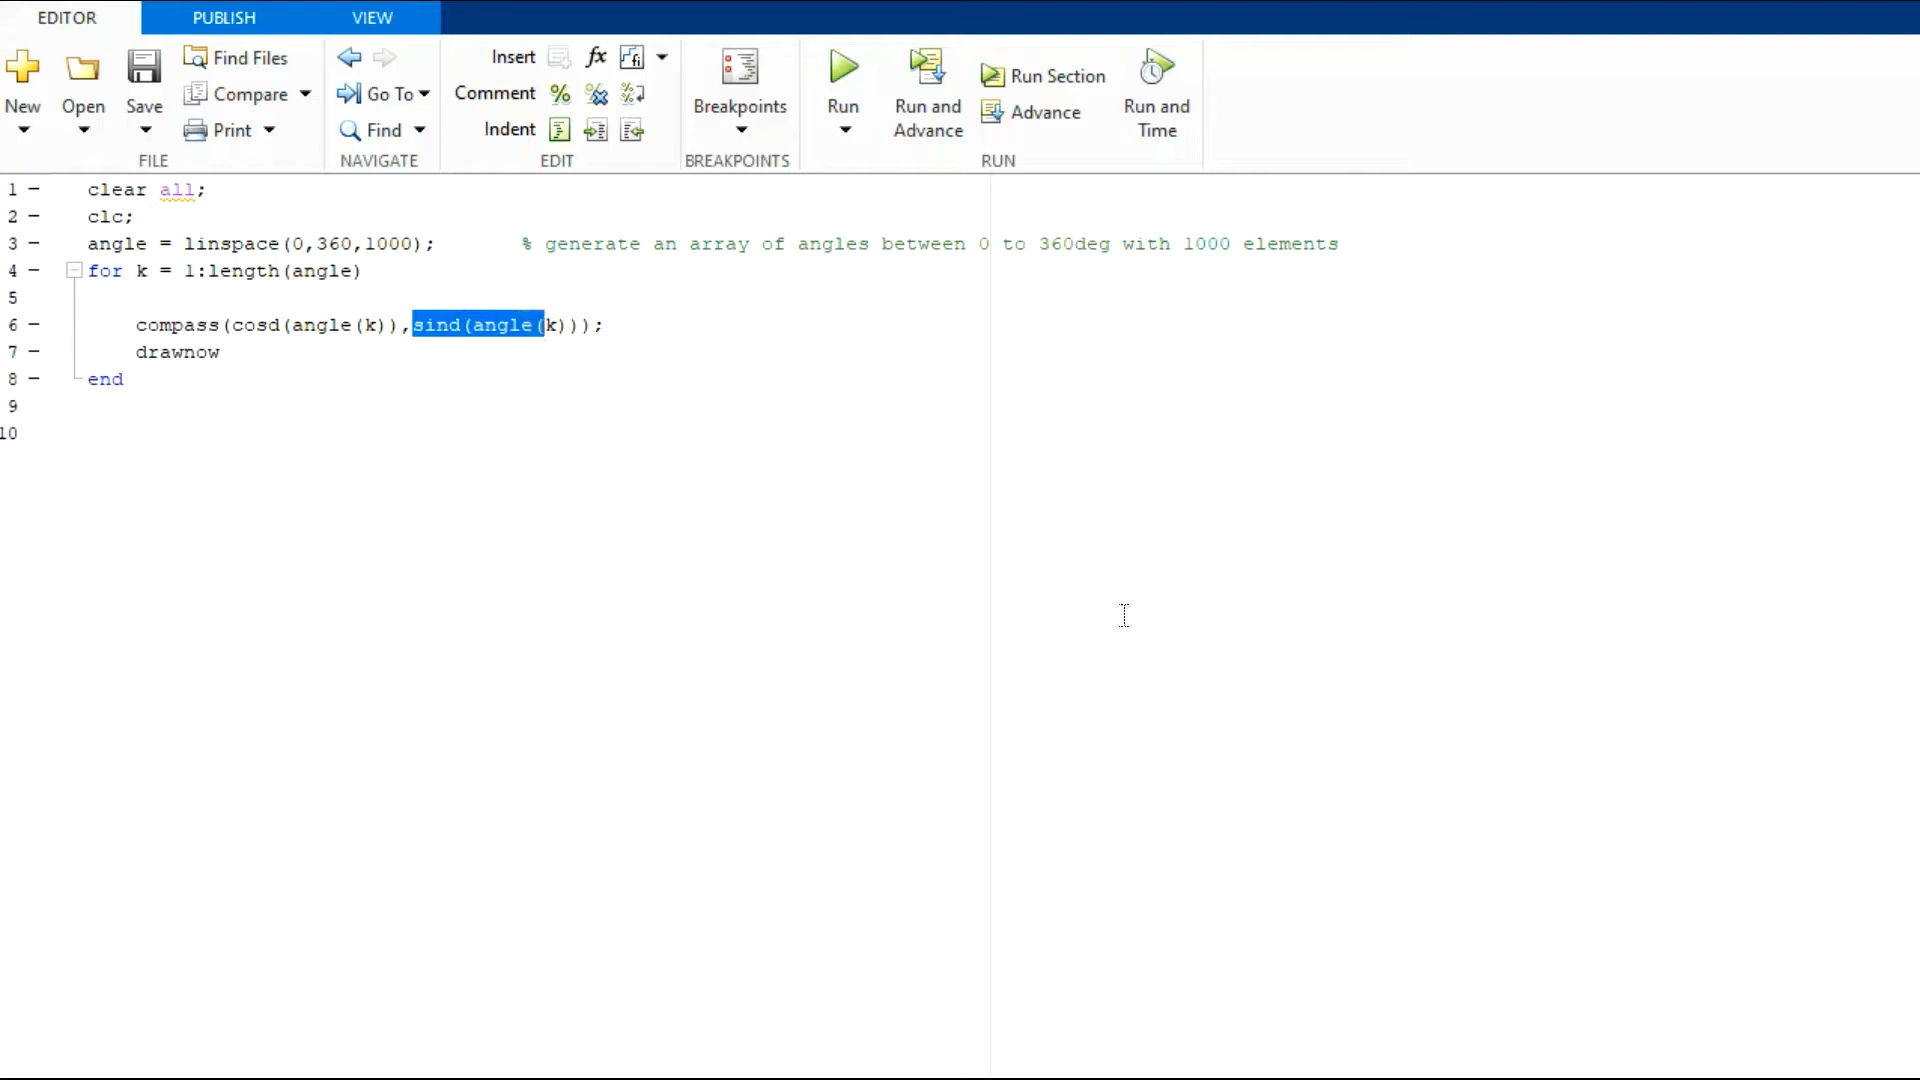 EDITOR PUBLISH VIEW
New Open Save Find Files Compare Print
FILE
Go To Find
NAVIGATE
Insert fx
Comment
Indent
EDIT
Breakpoints
BREAKPOINTS
Run Run and Advance Run Section Advance Run and Time
RUN
1 clear all;
2 clc;
3 angle = linspace(0,360,1000); % generate an array of angles between 0 to 360deg with 1000 elements
4 for k = 1:length(angle)
5
6 compass(cosd(angle(k)),sind(angle(k)));
7 drawnow
8 end
9
10